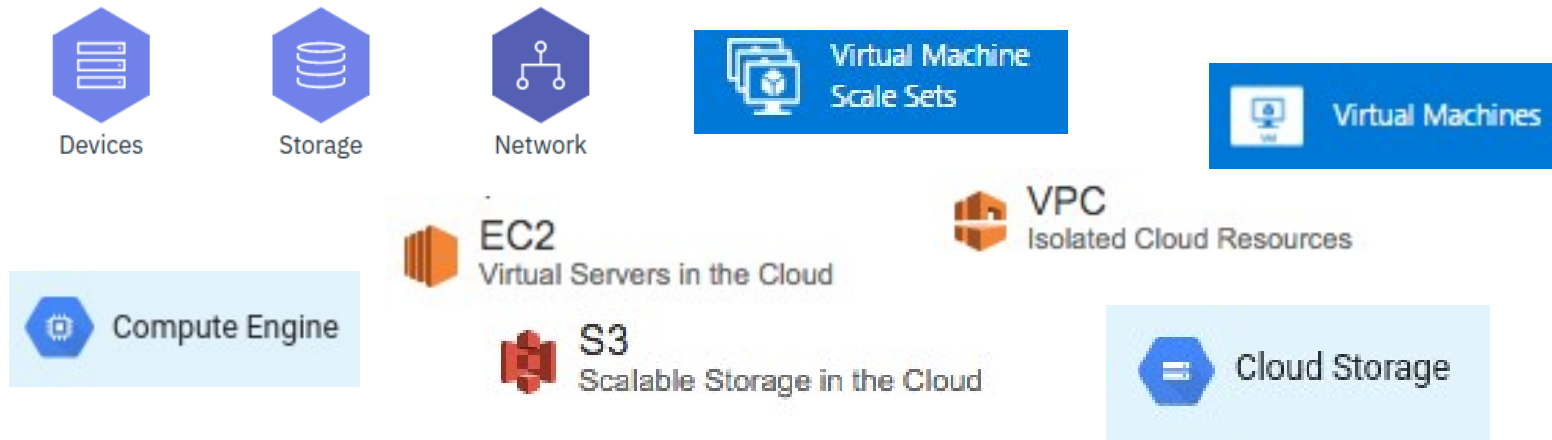 Devices
Storage
Network
Virtual Machine
Scale Sets
Virtual Machines
EC2
Virtual Servers in the Cloud
VPC
Isolated Cloud Resources
Compute Engine
S3
Scalable Storage in the Cloud
Cloud Storage